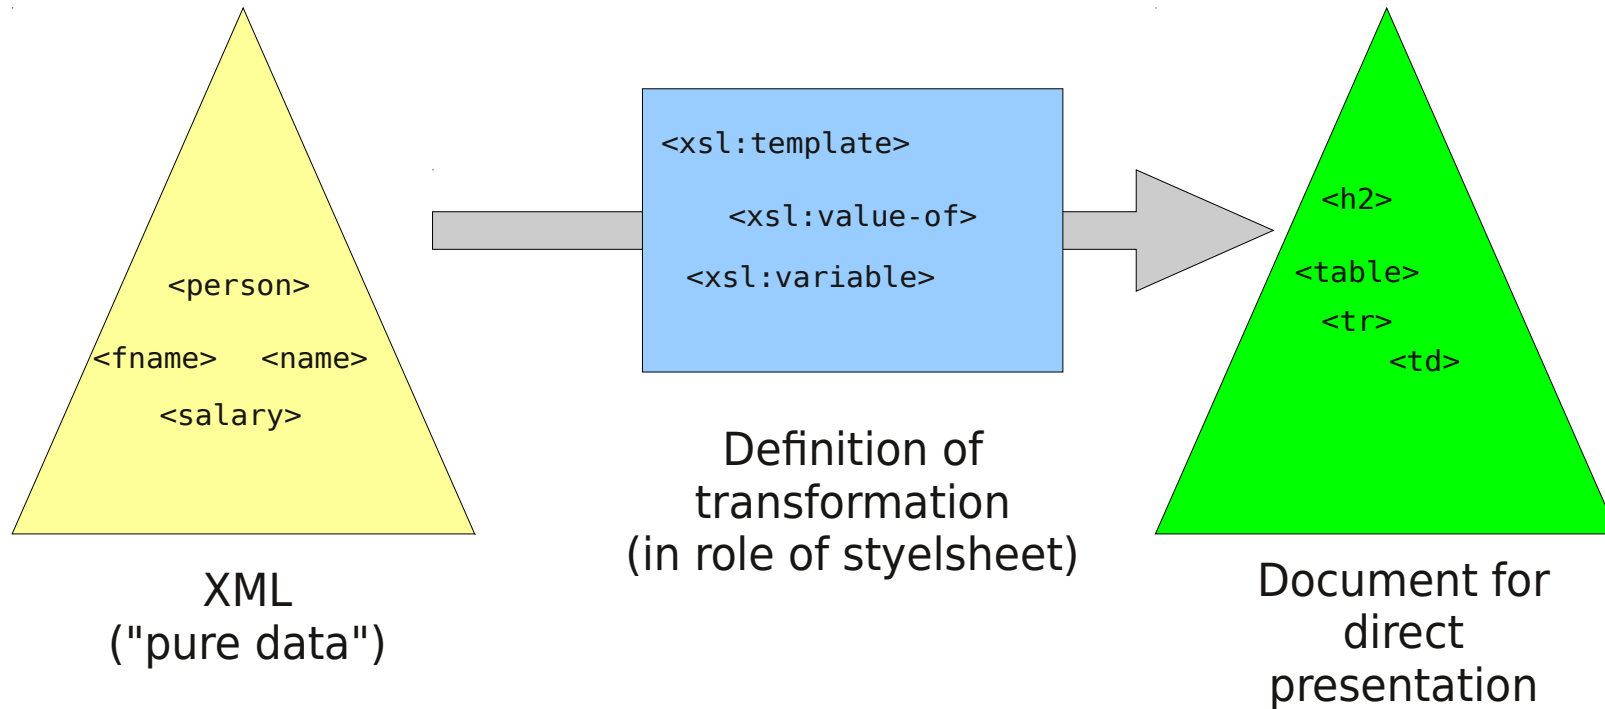 <person>
<fname> <name>
<salary>
XML
("pure data")
<xsl:template>
<xsl:value-of>
<xsl:variable>
Definition of
transformation
(in role of styelsheet)
<h2>
<table>
<tr>
<td>
Document for
direct
presentation